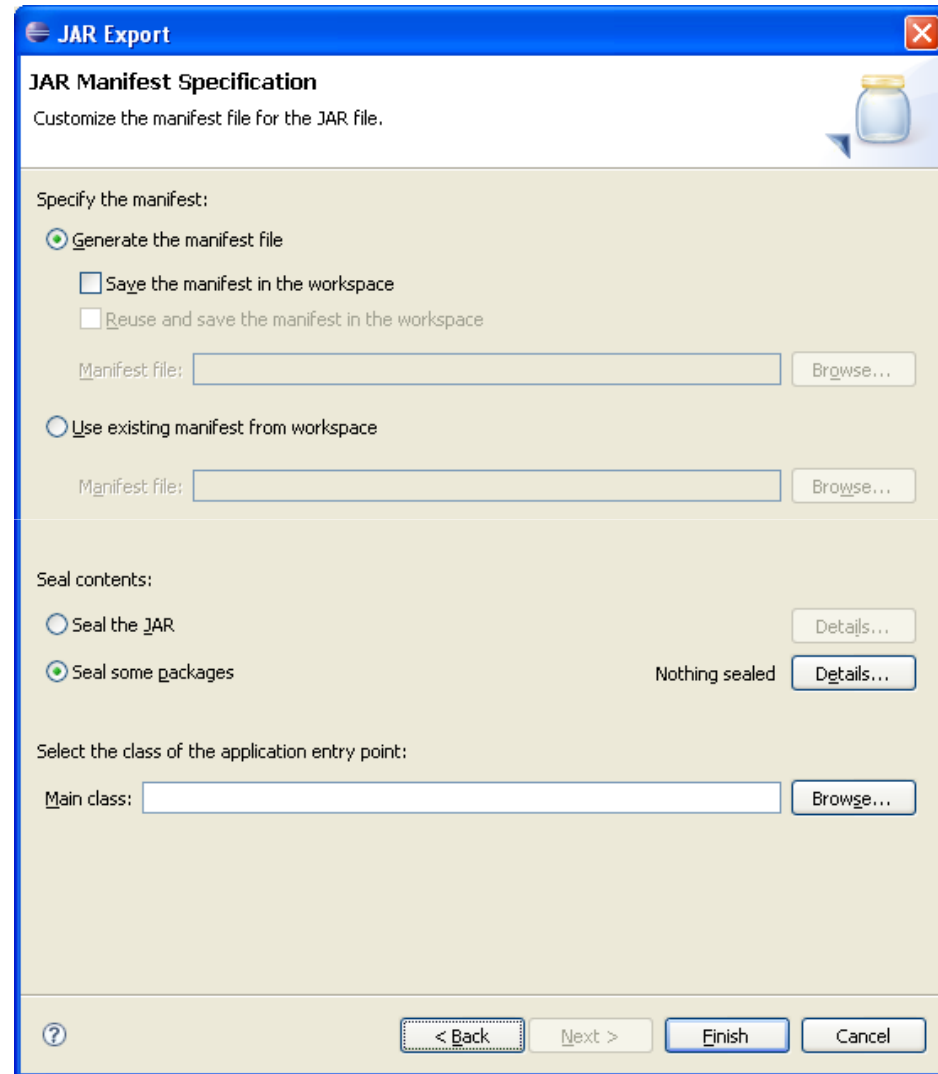 JAR Export
JAR Manifest Specification
Customize the manifest file for the JAR file.
Specify the manifest:
Generate the manifest file
Save the manifest in the workspace
Reuse and save the manifest in the workspace
Manifest file: Browse...
Use existing manifest from workspace
Manifest file: Browse...
Seal contents:
Seal the JAR Details...
Seal some packages Nothing sealed Details...
Select the class of the application entry point:
Main class: Browse...
? < Back Next > Finish Cancel